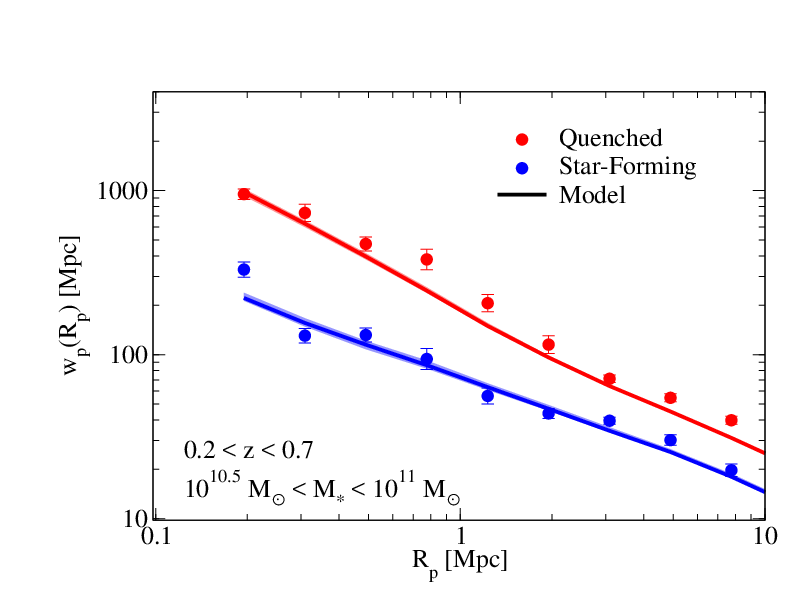 Quenched
Star-Forming
Model
1000
100
10
w_p(R_p) [Mpc]
0.2 < z < 0.7
10^10.5 M_⊙ < M_* < 10^11 M_⊙
0.1
1
10
R_p [Mpc]